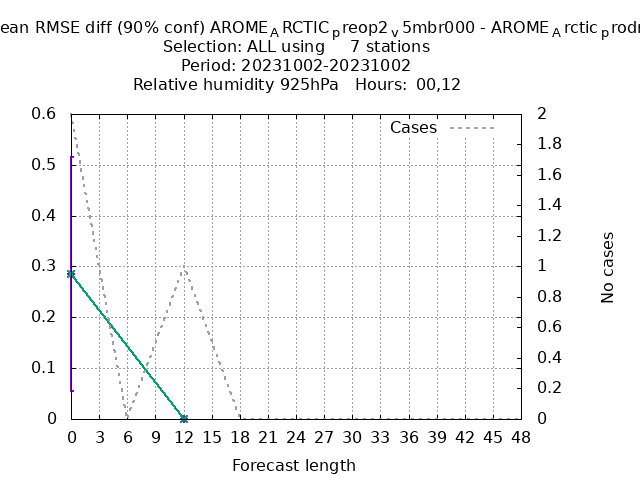 ean RMSE diff (90% conf) AROME_ARCTIC_preop2_v5mbr000 - AROME_Arctic_prodr
Selection: ALL using 7 stations
Period: 20231002-20231002
Relative humidity 925hPa Hours: 00,12
Cases
0.6
0.5
0.4
0.3
0.2
0.1
0
2
1.8
1.6
1.4
1.2
1
0.8
0.6
0.4
0.2
0
No cases
0 3 6 9 12 15 18 21 24 27 30 33 36 39 42 45 48
Forecast length